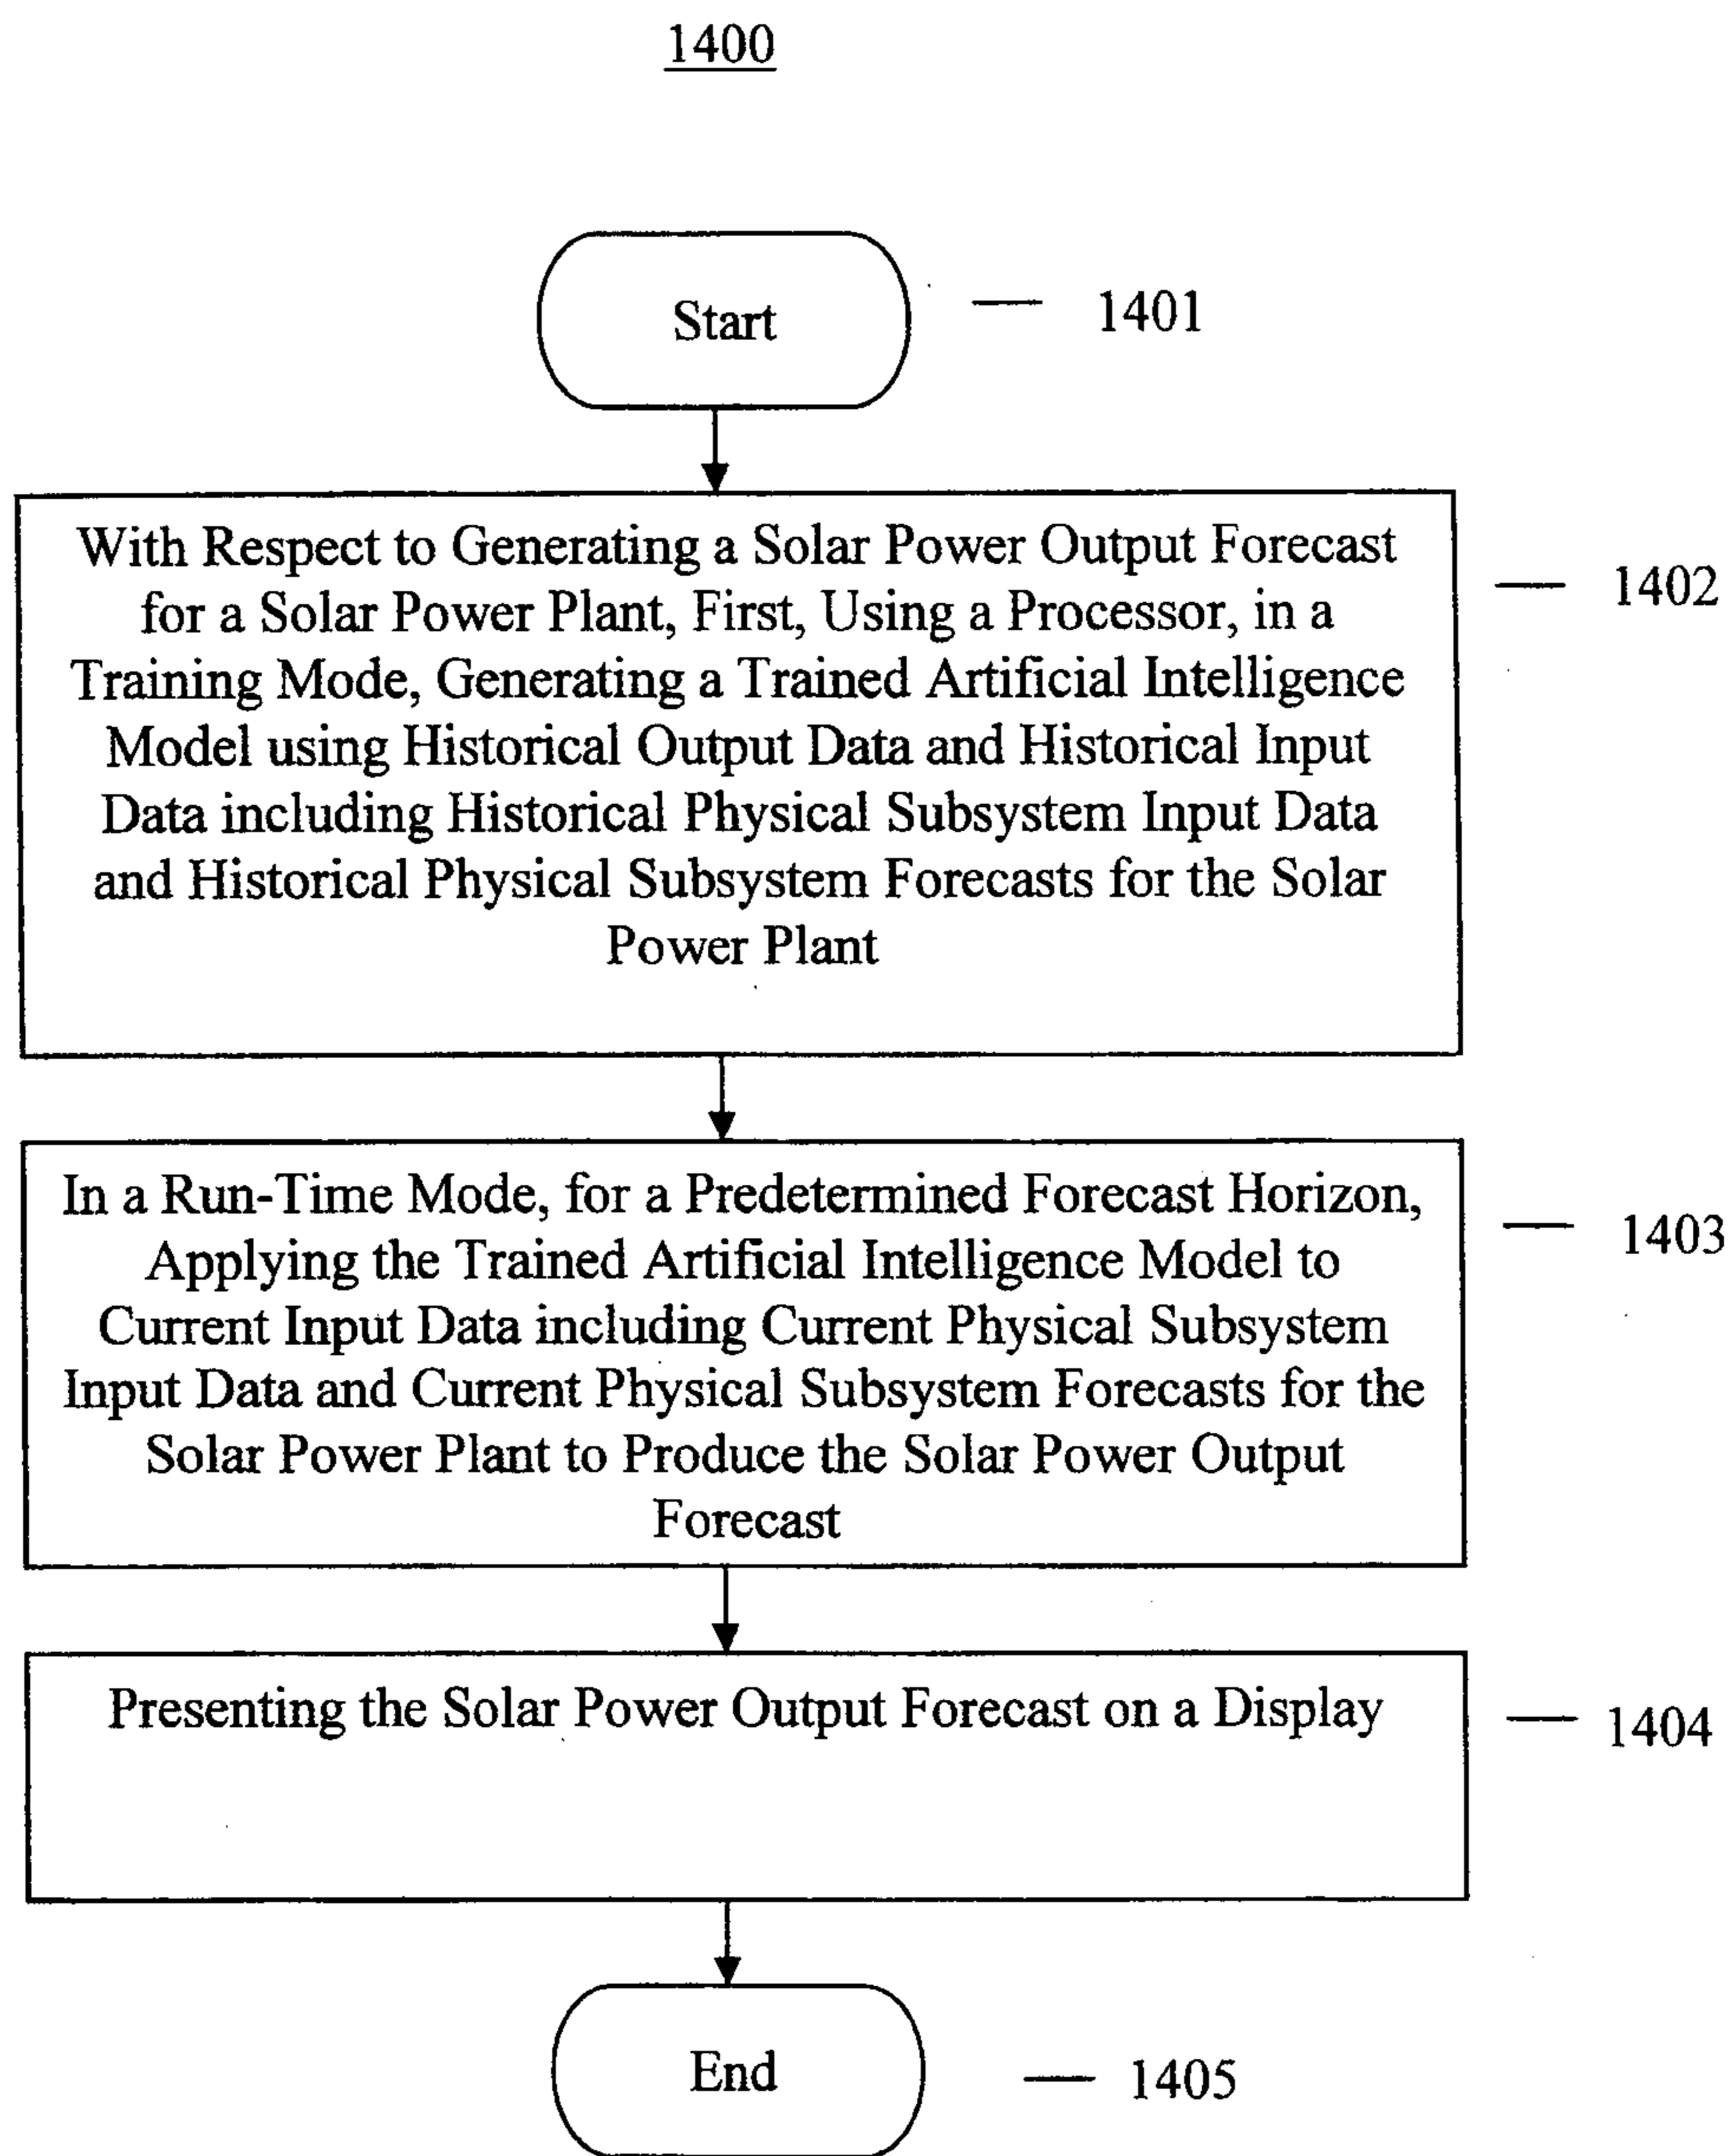 1400
Start
1401
With Respect to Generating a Solar Power Output Forecast
for a Solar Power Plant, First, Using a Processor, in a
Training Mode, Generating a Trained Artificial Intelligence
Model using Historical Output Data and Historical Input
Data including Historical Physical Subsystem Input Data
and Historical Physical Subsystem Forecasts for the Solar
Power Plant
1402
In a Run-Time Mode, for a Predetermined Forecast Horizon,
Applying the Trained Artificial Intelligence Model to
Current Input Data including Current Physical Subsystem
Input Data and Current Physical Subsystem Forecasts for the
Solar Power Plant to Produce the Solar Power Output
Forecast
1403
Presenting the Solar Power Output Forecast on a Display
1404
End
1405